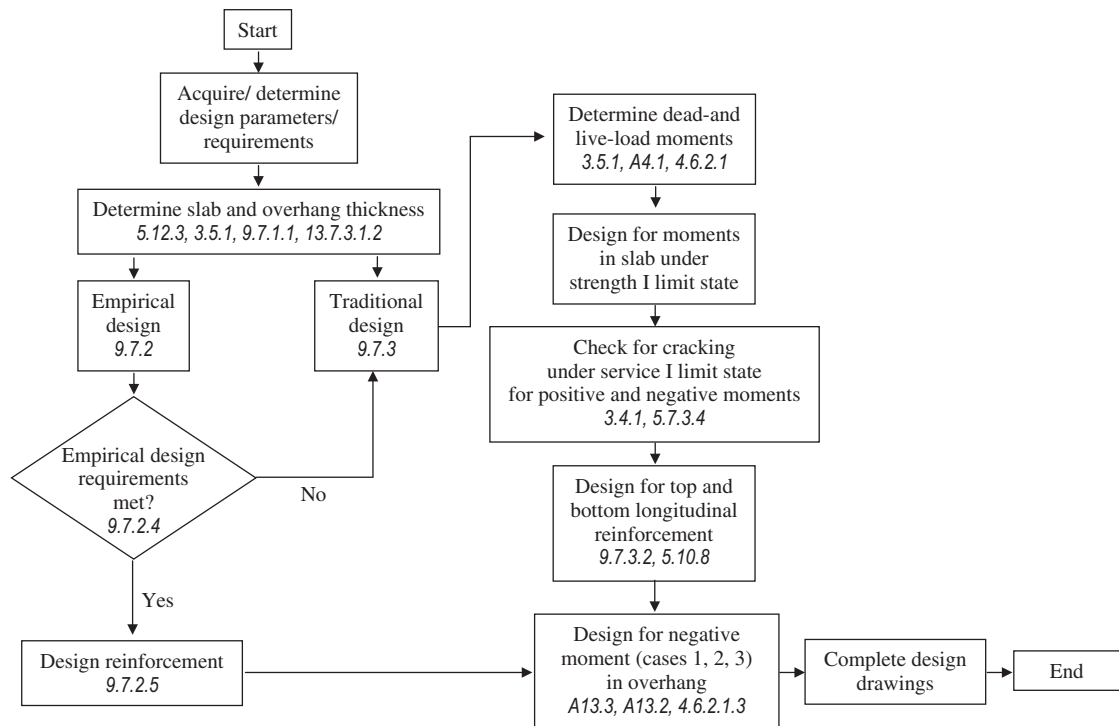 Start
Acquire/ determine
design parameters/
requirements
Determine slab and overhang thickness
5.12.3, 3.5.1, 9.7.1.1, 13.7.3.1.2
Empirical
design
9.7.2
Traditional
design
9.7.3
Empirical design
requirements
met?
9.7.2.4
No
Yes
Design reinforcement
9.7.2.5
Determine dead-and
live-load moments
3.5.1, A4.1, 4.6.2.1
Design for moments
in slab under
strength I limit state
Check for cracking
under service I limit state
for positive and negative moments
3.4.1, 5.7.3.4
Design for top and
bottom longitudinal
reinforcement
9.7.3.2, 5.10.8
Design for negative
moment (cases 1, 2, 3)
in overhang
A13.3, A13.2, 4.6.2.1.3
Complete design
drawings
End